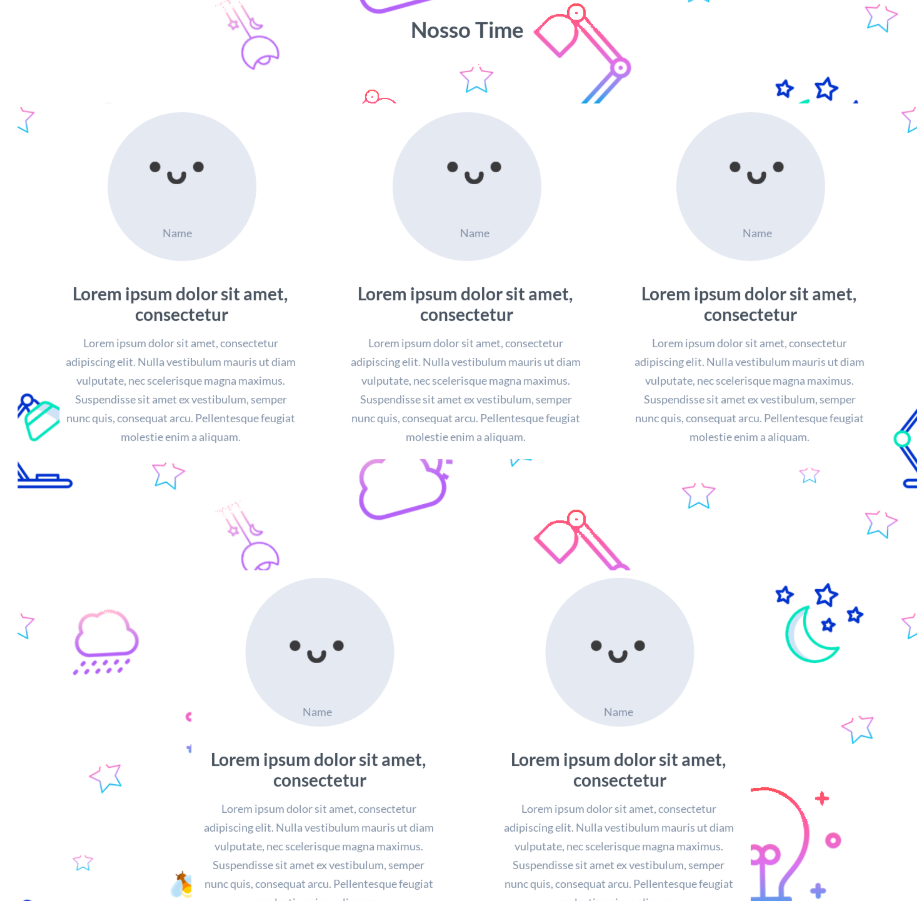 Nosso Time
Name
Name
Name
Lorem ipsum dolor sit amet,
consectetur
Lorem ipsum dolor sit amet, consectetur
adipiscing elit. Nulla vestibulum mauris ut diam
vulputate, nec scelerisque magna maximus.
Suspendisse sit amet ex vestibulum, semper
nunc quis, consequat arcu. Pellentesque feugiat
molestie enim a aliquam.
Lorem ipsum dolor sit amet,
consectetur
Lorem ipsum dolor sit amet, consectetur
adipiscing elit. Nulla vestibulum mauris ut diam
vulputate, nec scelerisque magna maximus.
Suspendisse sit amet ex vestibulum, semper
nunc quis, consequat arcu. Pellentesque feugiat
molestie enim a aliquam.
Lorem ipsum dolor sit amet,
consectetur
Lorem ipsum dolor sit amet, consectetur
adipiscing elit. Nulla vestibulum mauris ut diam
vulputate, nec scelerisque magna maximus.
Suspendisse sit amet ex vestibulum, semper
nunc quis, consequat arcu. Pellentesque feugiat
molestie enim a aliquam.
Name
Name
Lorem ipsum dolor sit amet,
consectetur
Lorem ipsum dolor sit amet, consectetur
adipiscing elit. Nulla vestibulum mauris ut diam
vulputate, nec scelerisque magna maximus.
Suspendisse sit amet ex vestibulum, semper
nunc quis, consequat arcu. Pellentesque feugiat
Lorem ipsum dolor sit amet,
consectetur
Lorem ipsum dolor sit amet, consectetur
adipiscing elit. Nulla vestibulum mauris ut diam
vulputate, nec scelerisque magna maximus.
Suspendisse sit amet ex vestibulum, semper
nunc quis, consequat arcu. Pellentesque feugiat